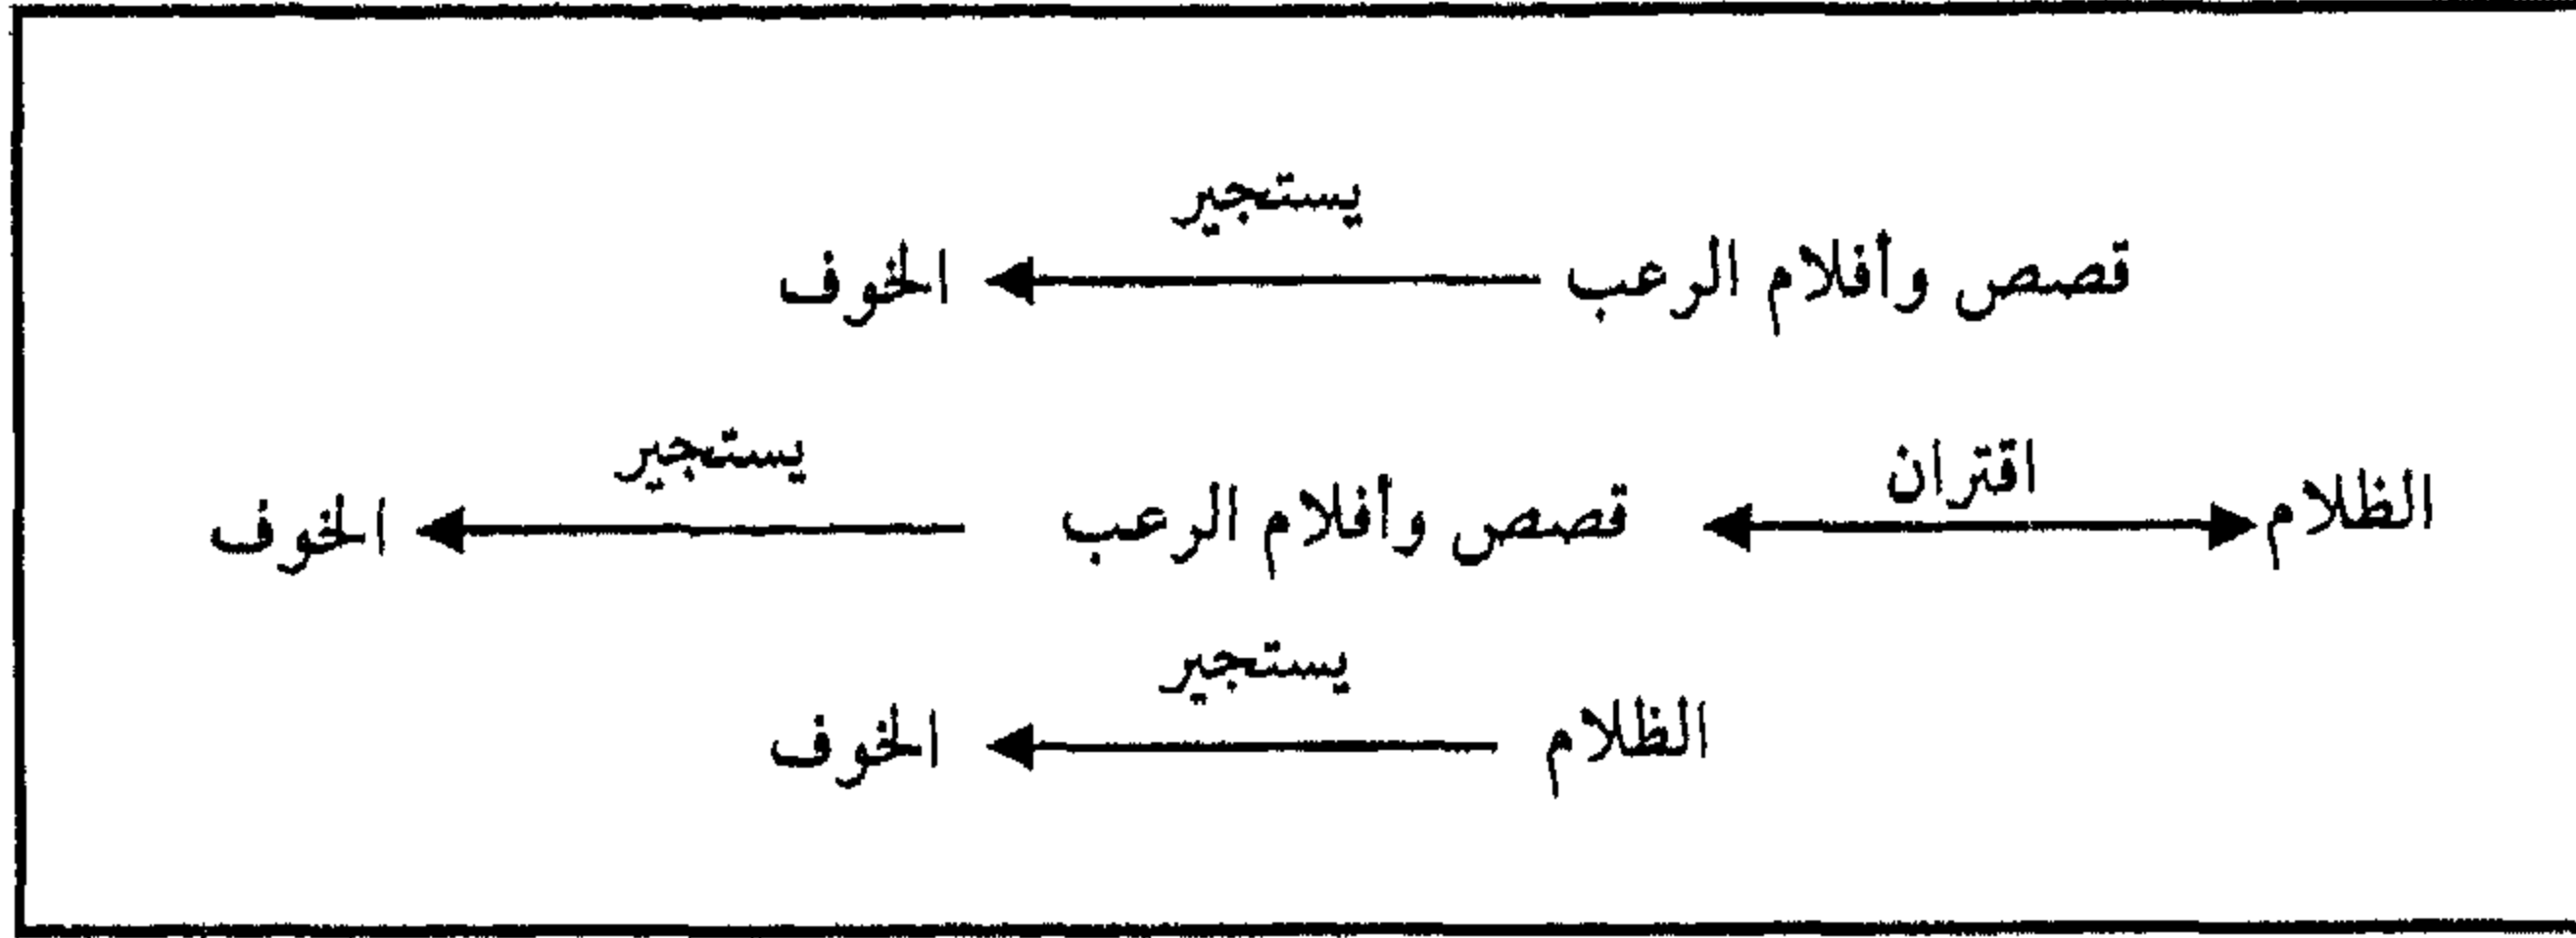 يستجير
قصص وأفلام الرعب الخوف
اقتران يستجير
الظلام قصص وأفلام الرعب الخوف
يستجير
الظلام الخوف